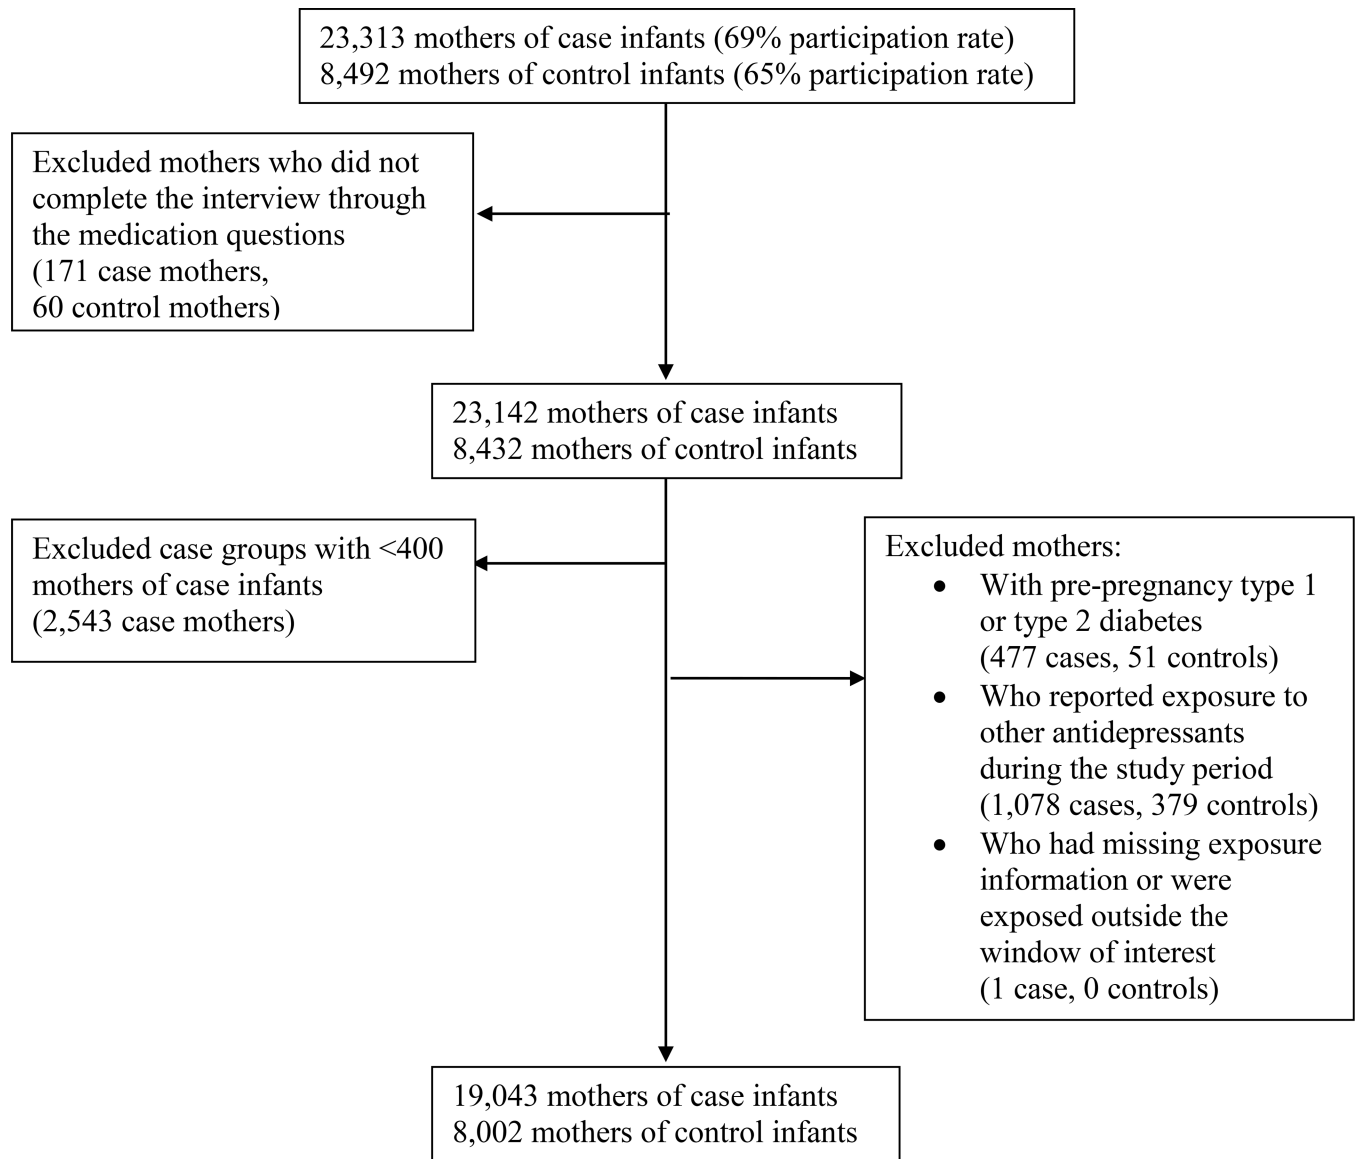 23,313 mothers of case infants (69% participation rate)
8,492 mothers of control infants (65% participation rate)
Excluded mothers who did not
complete the interview through
the medication questions
(171 case mothers,
60 control mothers)
23,142 mothers of case infants
8,432 mothers of control infants
Excluded case groups with <400
mothers of case infants
(2,543 case mothers)
Excluded mothers:
• With pre-pregnancy type 1
or type 2 diabetes
(477 cases, 51 controls)
• Who reported exposure to
other antidepressants
during the study period
(1,078 cases, 379 controls)
• Who had missing exposure
information or were
exposed outside the
window of interest
(1 case, 0 controls)
19,043 mothers of case infants
8,002 mothers of control infants